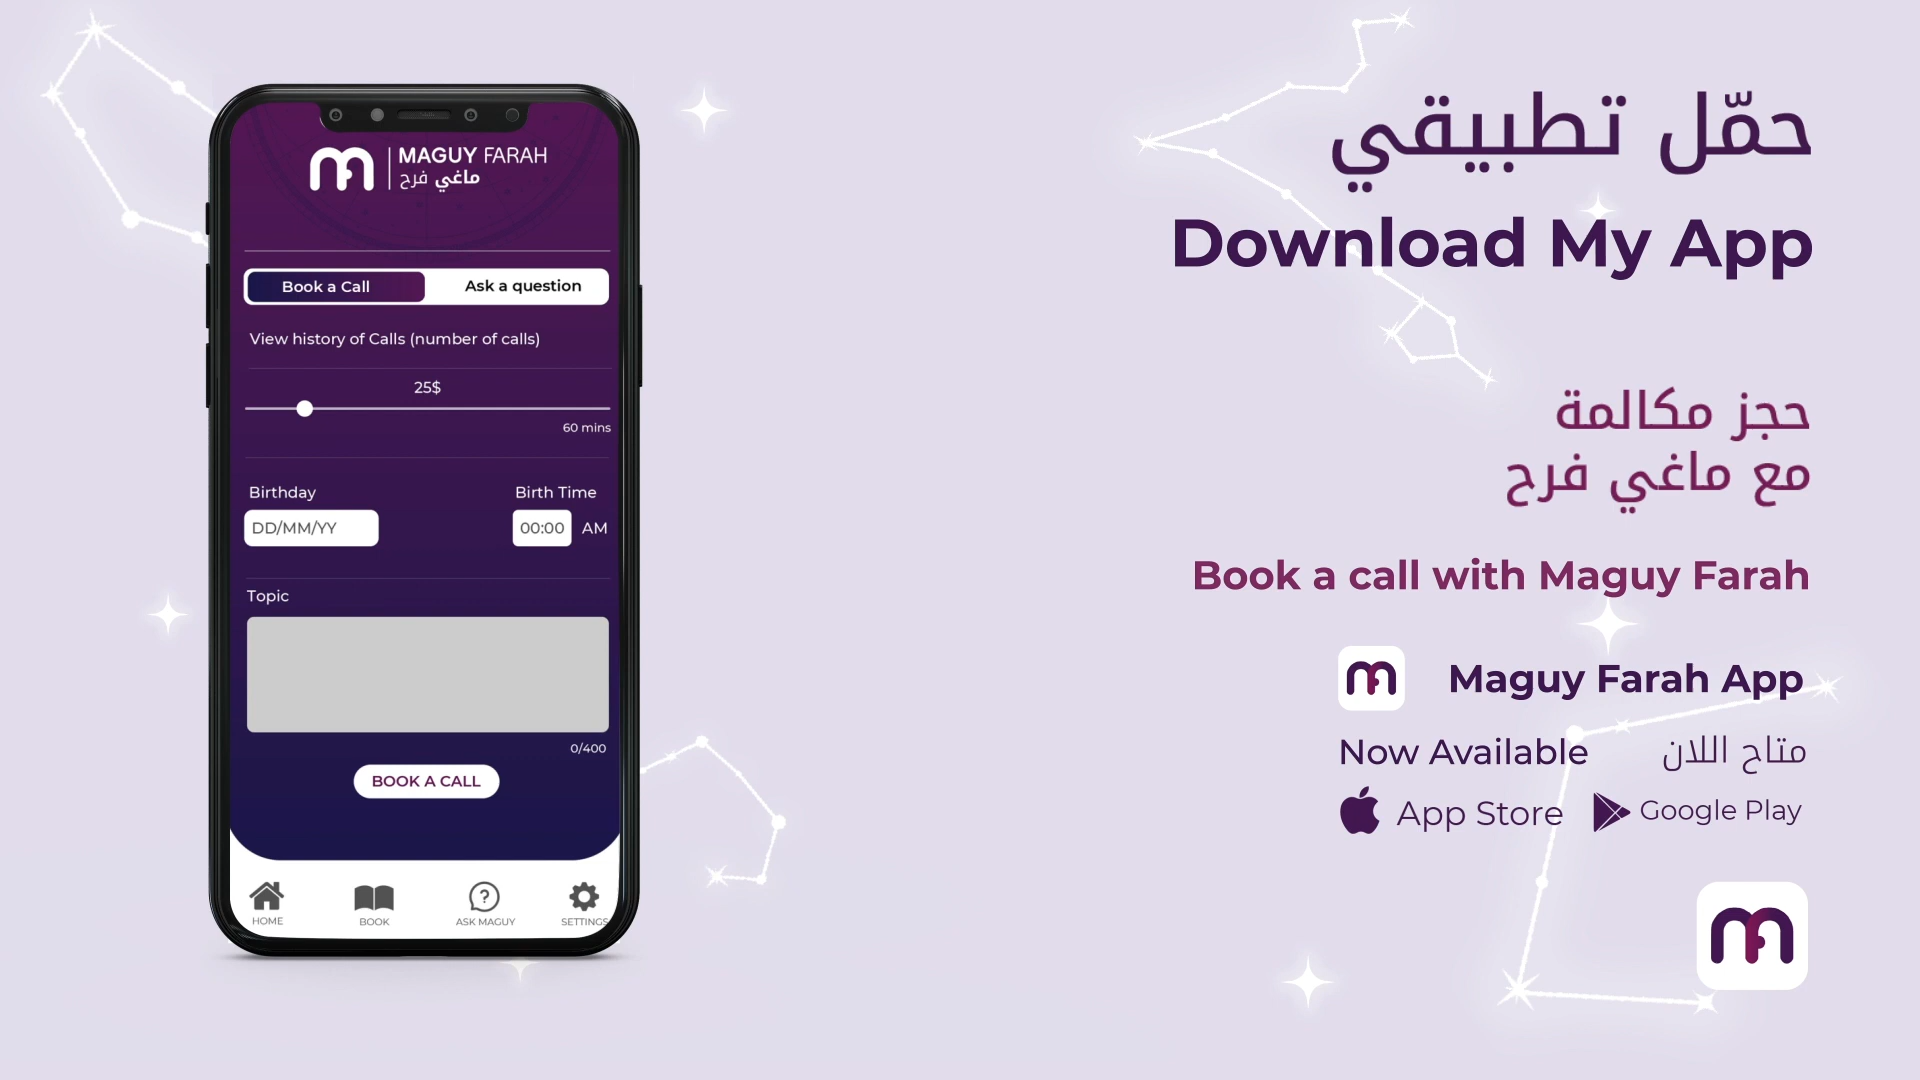 MAGUY FARAH
ماغي فرح
Book a Call
Ask a question
View history of Calls (number of calls)
25$
60 mins
Birthday
Birth Time
DD/MM/YY
00:00 AM
Topic
0/400
BOOK A CALL
HOME
BOOK
ASK MAGUY
SETTINGS
حمّل تطبيقي
Download My App
حجز مكالمة
مع ماغي فرح
Book a call with Maguy Farah
Maguy Farah App
Now Available
متاح اللان
App Store
Google Play